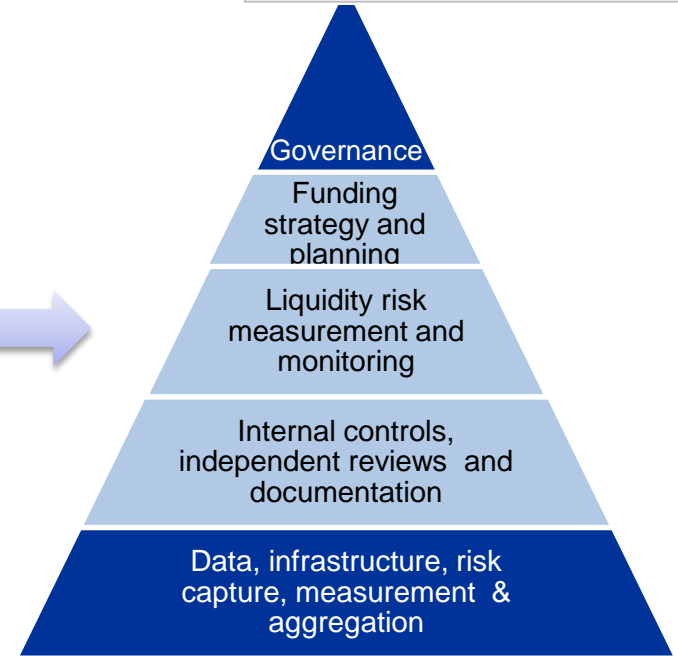 Governance
Funding
strategy and
planning
Liquidity risk
measurement and
monitoring
Internal controls,
independent reviews  and
documentation
Data, infrastructure, risk
capture, measurement  &
aggregation